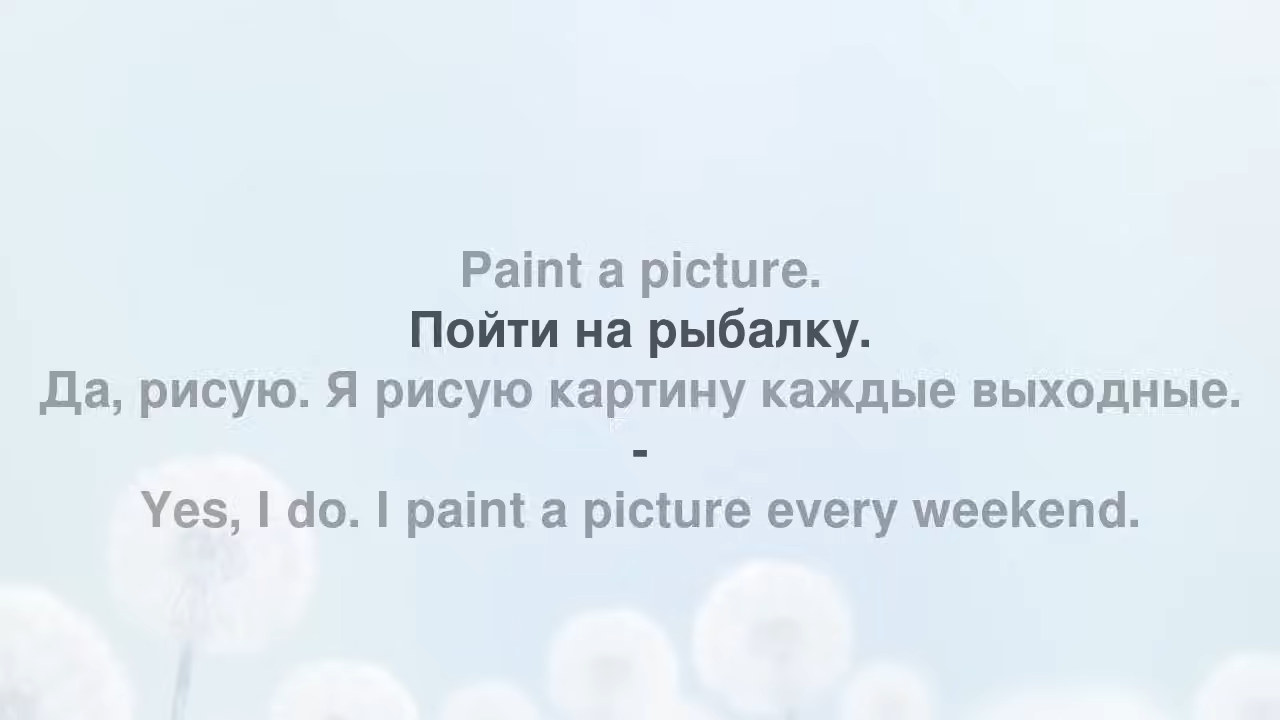 Paint a picture.
Пойти на рыбалку.
Да, рисую. Я рисую картину каждые выходные.
-
Yes, I do. I paint a picture every weekend.